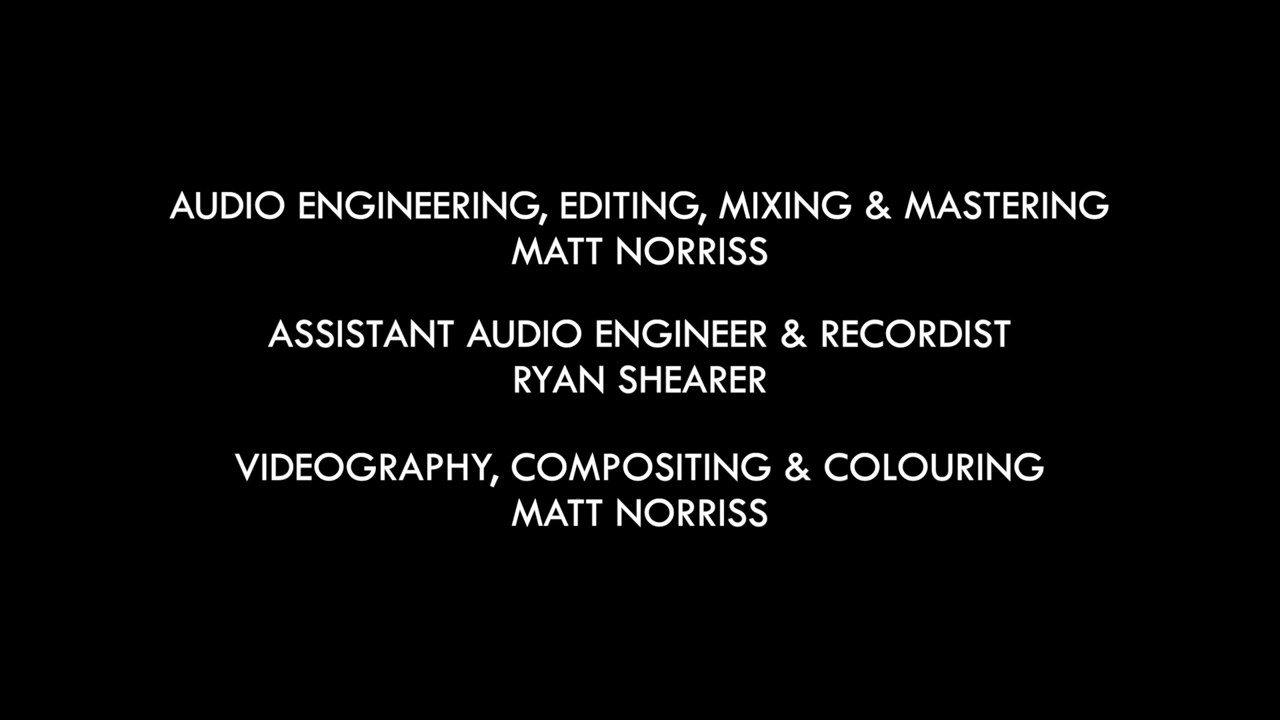 AUDIO ENGINEERING, EDITING, MIXING & MASTERING
MATT NORRISS
ASSISTANT AUDIO ENGINEER & RECORDIST
RYAN SHEARER
VIDEOGRAPHY, COMPOSITING & COLOURING
MATT NORRISS